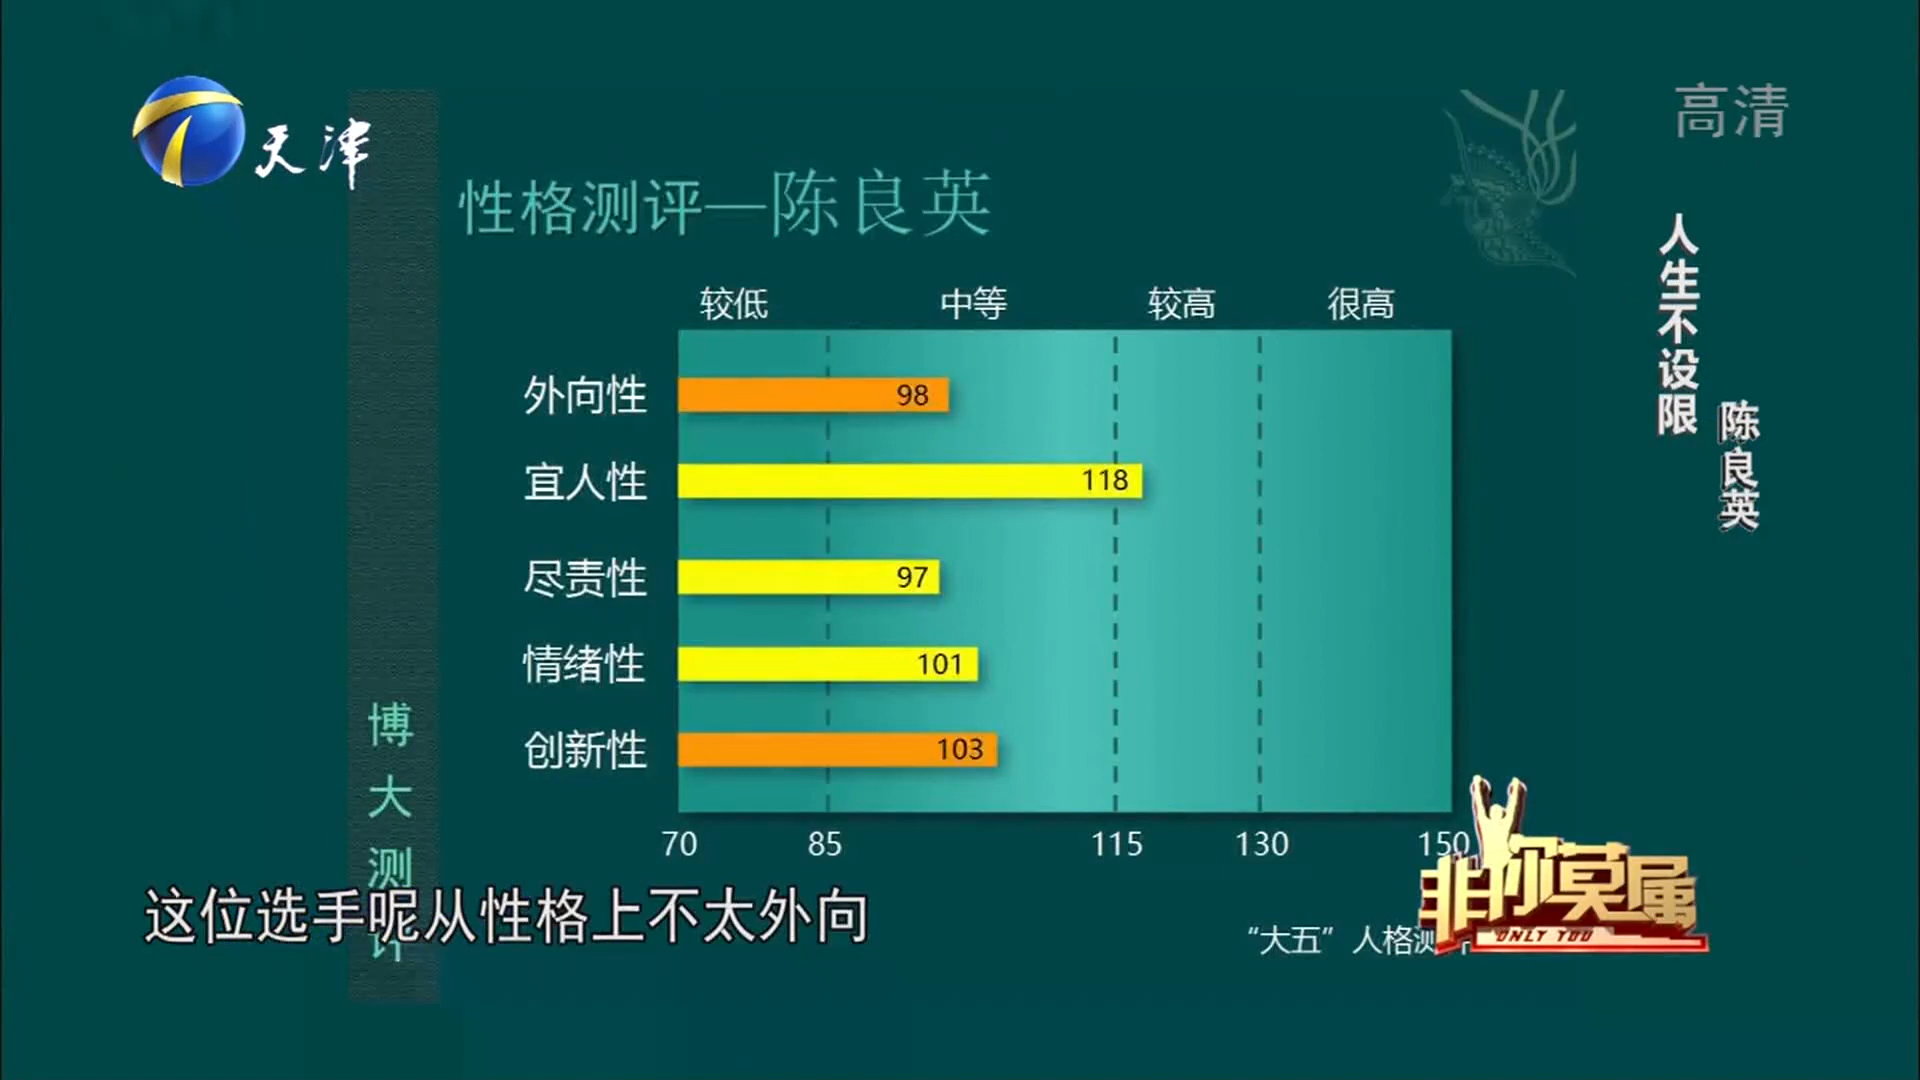 天津
高清
性格测评—陈良英
人生不设限
陈良英
较低 中等 较高 很高
外向性 98
宜人性 118
尽责性 97
情绪性 101
创新性 103
70 85 115 130 150
博大测评
这位选手呢从性格上不太外向
“大五”人格测评
非你莫属
ONLY YOU